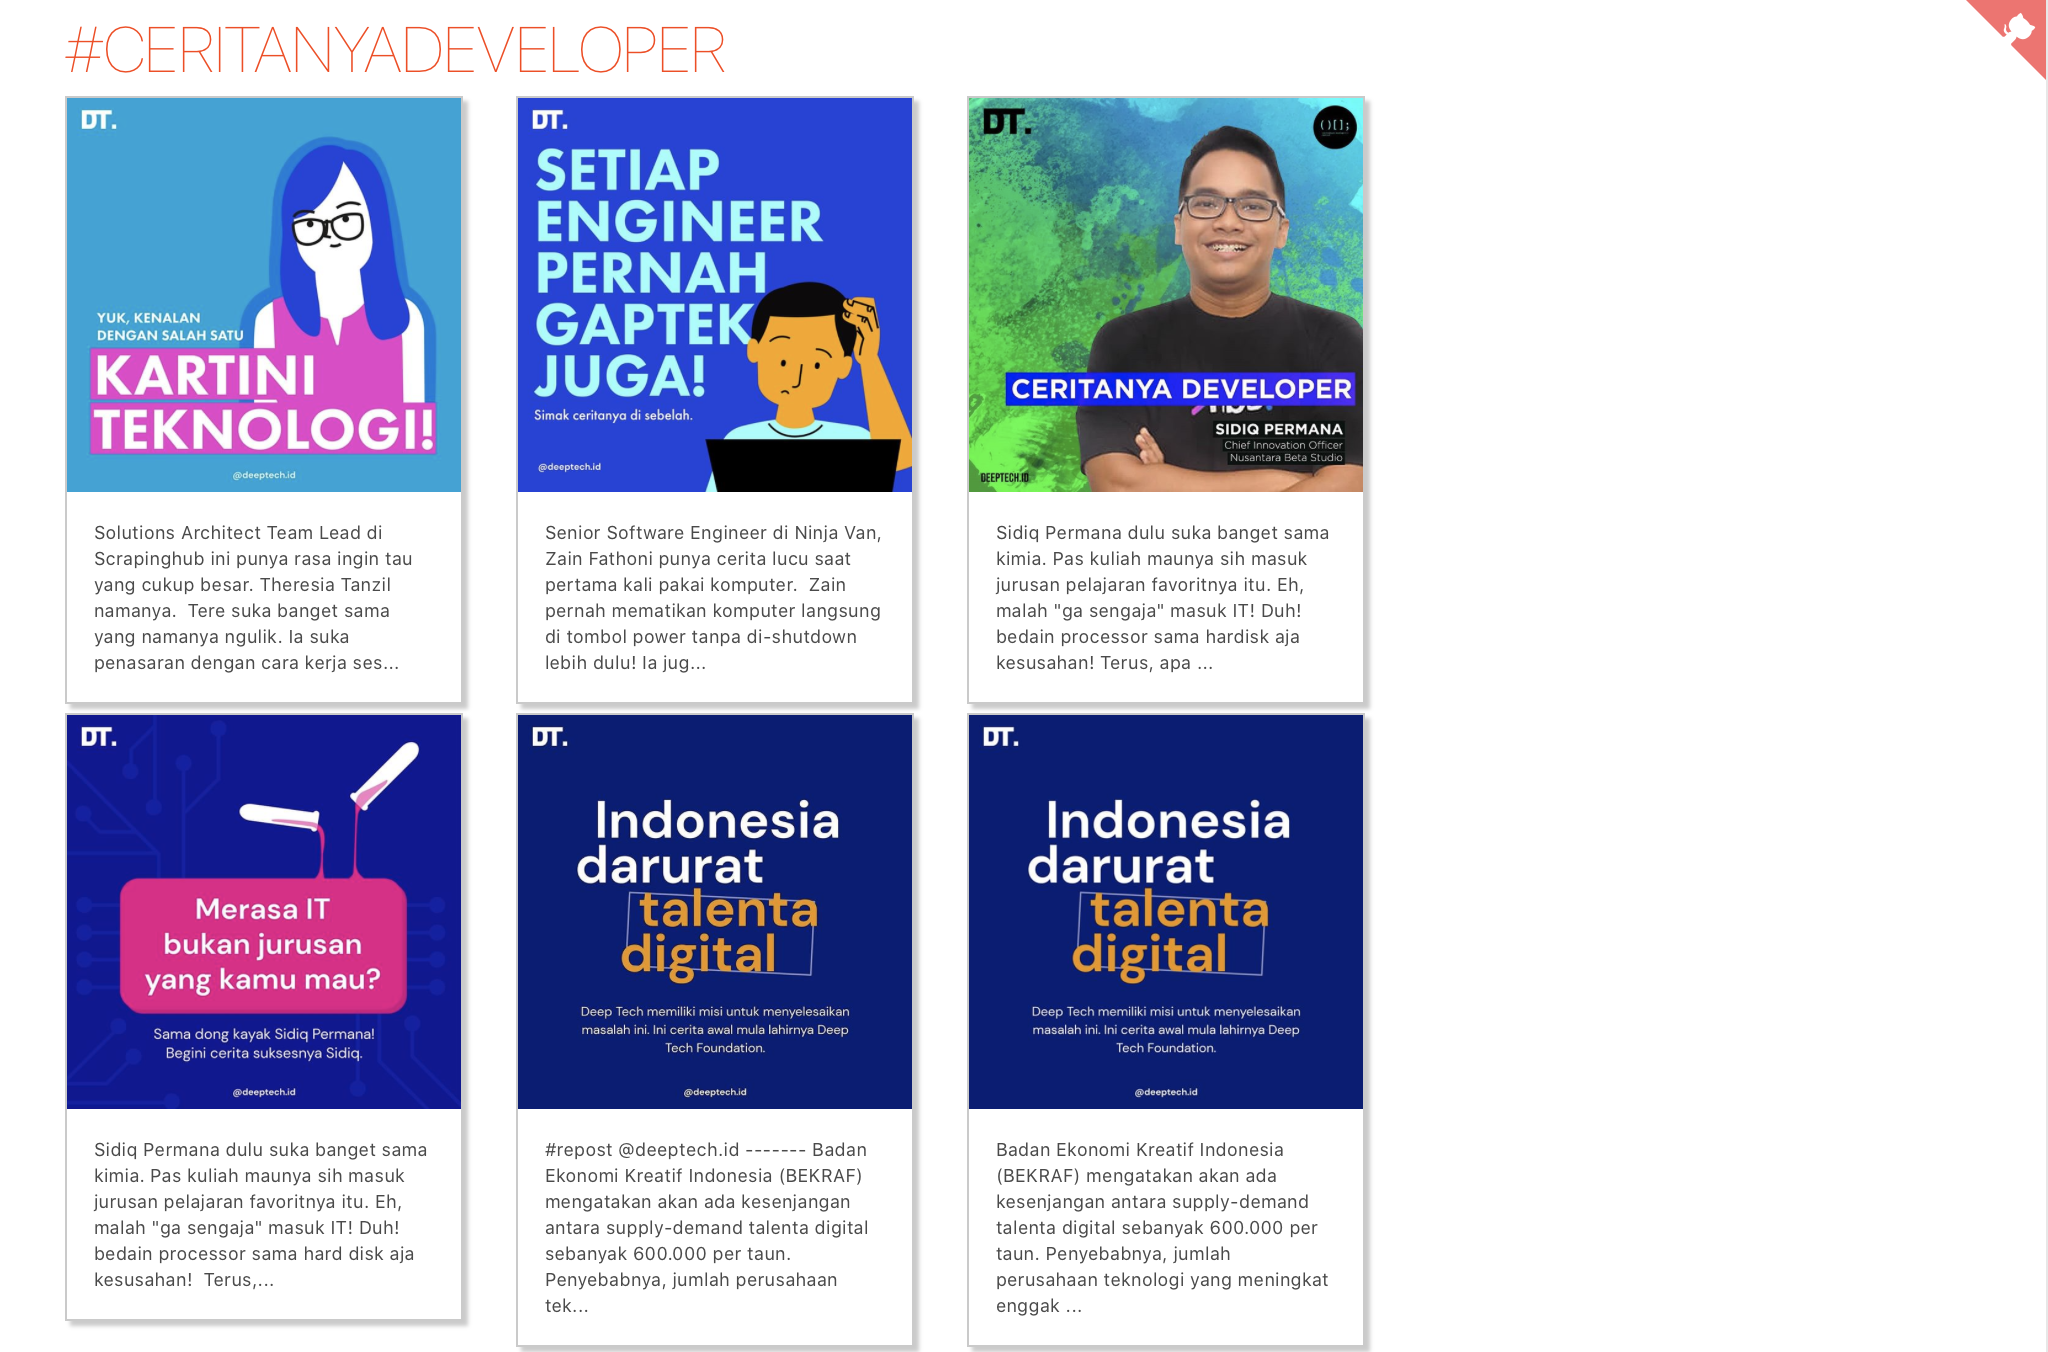 #CERITANYADEVELOPER
DT.
YUK, KENALAN
DENGAN SALAH SATU
KARTINI
TEKNOLOGI!
@deeptech.id
Solutions Architect Team Lead di
Scrapinghub ini punya rasa ingin tau
yang cukup besar. Theresia Tanzil
namanya.  Tere suka banget sama
yang namanya ngulik. Ia suka
penasaran dengan cara kerja ses...
DT.
SETIAP
ENGINEER
PERNAH
GAPTEK
JUGA!
Simak ceritanya di sebelah.
@deeptech.id
Senior Software Engineer di Ninja Van,
Zain Fathoni punya cerita lucu saat
pertama kali pakai komputer.  Zain
pernah mematikan komputer langsung
di tombol power tanpa di-shutdown
lebih dulu! Ia jug...
DT.
()[];
CERITANYA DEVELOPER
SIDIQ PERMANA
Chief Innovation Officer
Nusantara Beta Studio
DEEPTECH.ID
Sidiq Permana dulu suka banget sama
kimia. Pas kuliah maunya sih masuk
jurusan pelajaran favoritnya itu. Eh,
malah "ga sengaja" masuk IT! Duh!
bedain processor sama hardisk aja
kesusahan! Terus, apa ...
DT.
Merasa IT
bukan jurusan
yang kamu mau?
Sama dong kayak Sidiq Permana!
Begini cerita suksesnya Sidiq.
@deeptech.id
Sidiq Permana dulu suka banget sama
kimia. Pas kuliah maunya sih masuk
jurusan pelajaran favoritnya itu. Eh,
malah "ga sengaja" masuk IT! Duh!
bedain processor sama hard disk aja
kesusahan!  Terus,...
DT.
Indonesia
darurat
talenta
digital
Deep Tech memiliki misi untuk menyelesaikan
masalah ini. Ini cerita awal mula lahirnya Deep
Tech Foundation.
@deeptech.id
#repost @deeptech.id ------- Badan
Ekonomi Kreatif Indonesia (BEKRAF)
mengatakan akan ada kesenjangan
antara supply-demand talenta digital
sebanyak 600.000 per taun.
Penyebabnya, jumlah perusahaan
tek...
DT.
Indonesia
darurat
talenta
digital
Deep Tech memiliki misi untuk menyelesaikan
masalah ini. Ini cerita awal mula lahirnya Deep
Tech Foundation.
@deeptech.id
Badan Ekonomi Kreatif Indonesia
(BEKRAF) mengatakan akan ada
kesenjangan antara supply-demand
talenta digital sebanyak 600.000 per
taun. Penyebabnya, jumlah
perusahaan teknologi yang meningkat
enggak ...